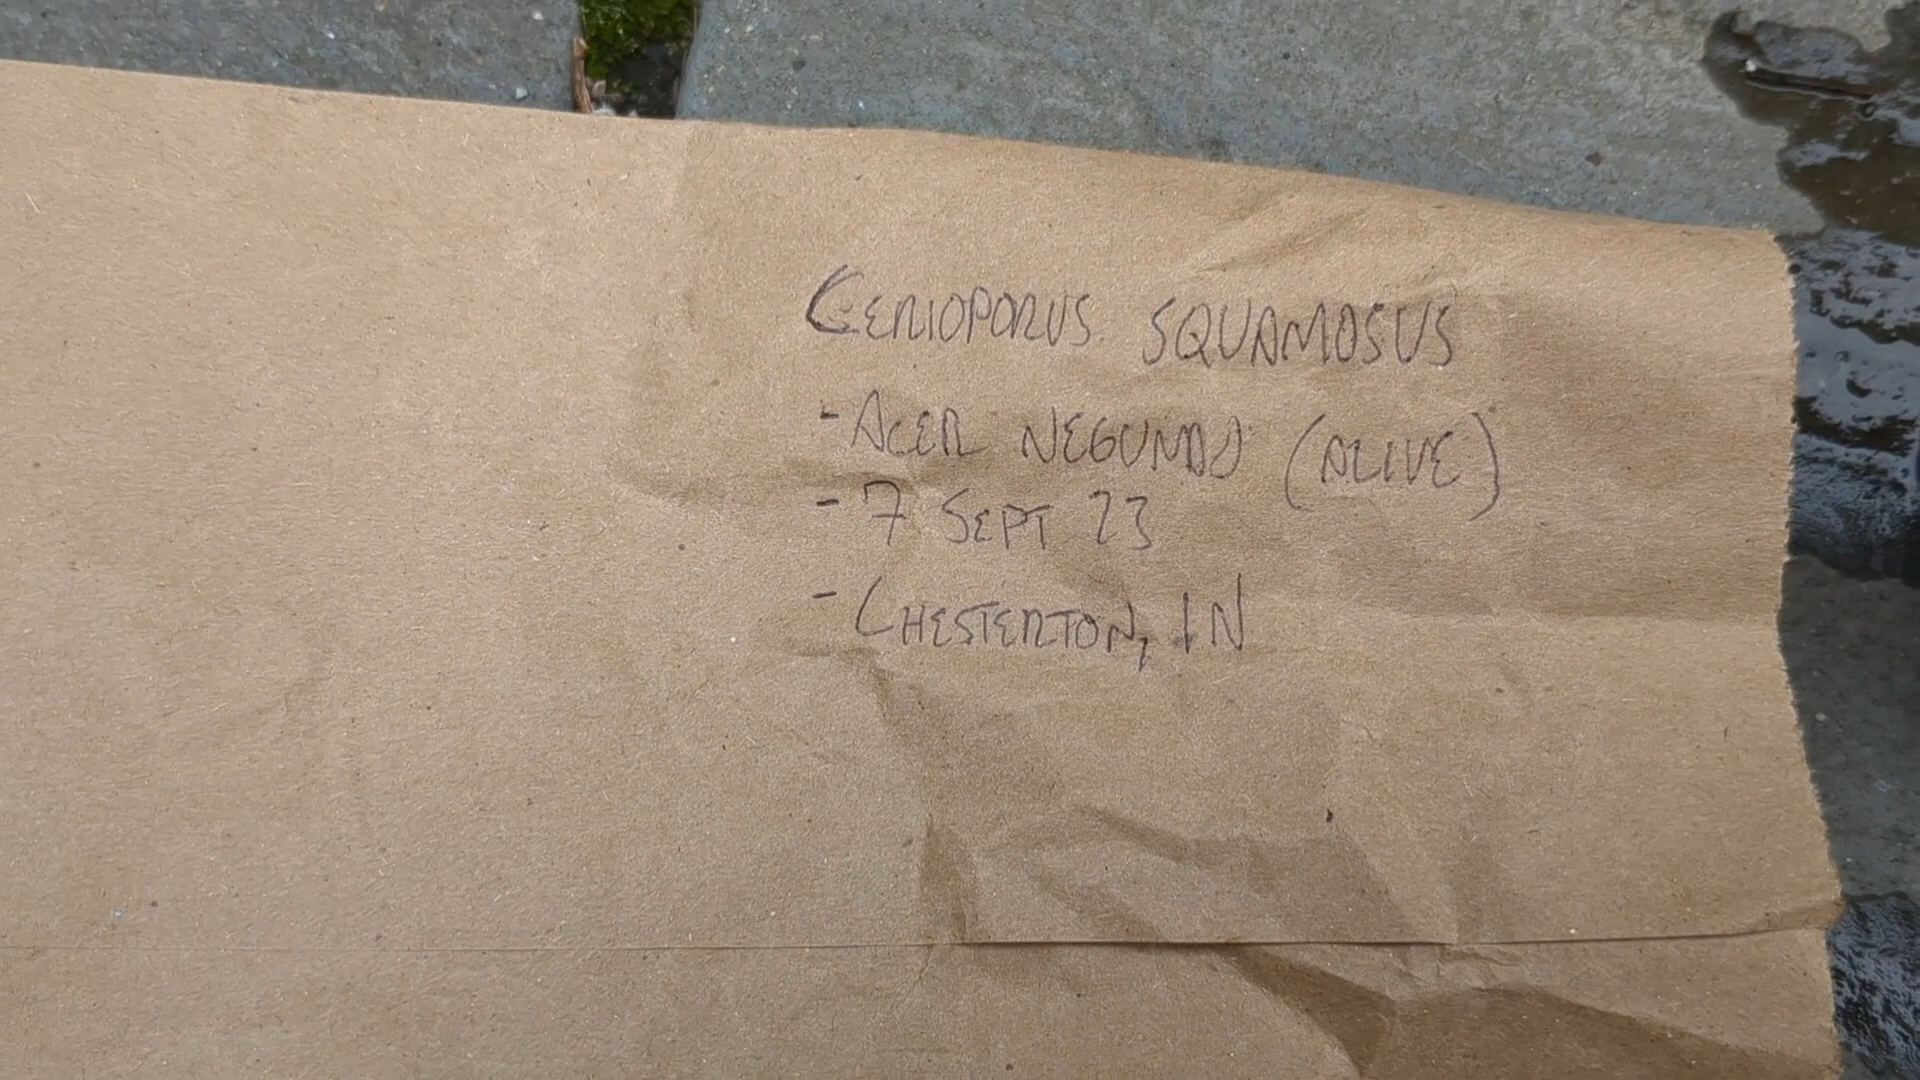 CERIOPORUS SQUAMOSUS
- ACER NEGUNDO (ALIVE)
- 7 SEPT 23
- CHESTERTON, IN